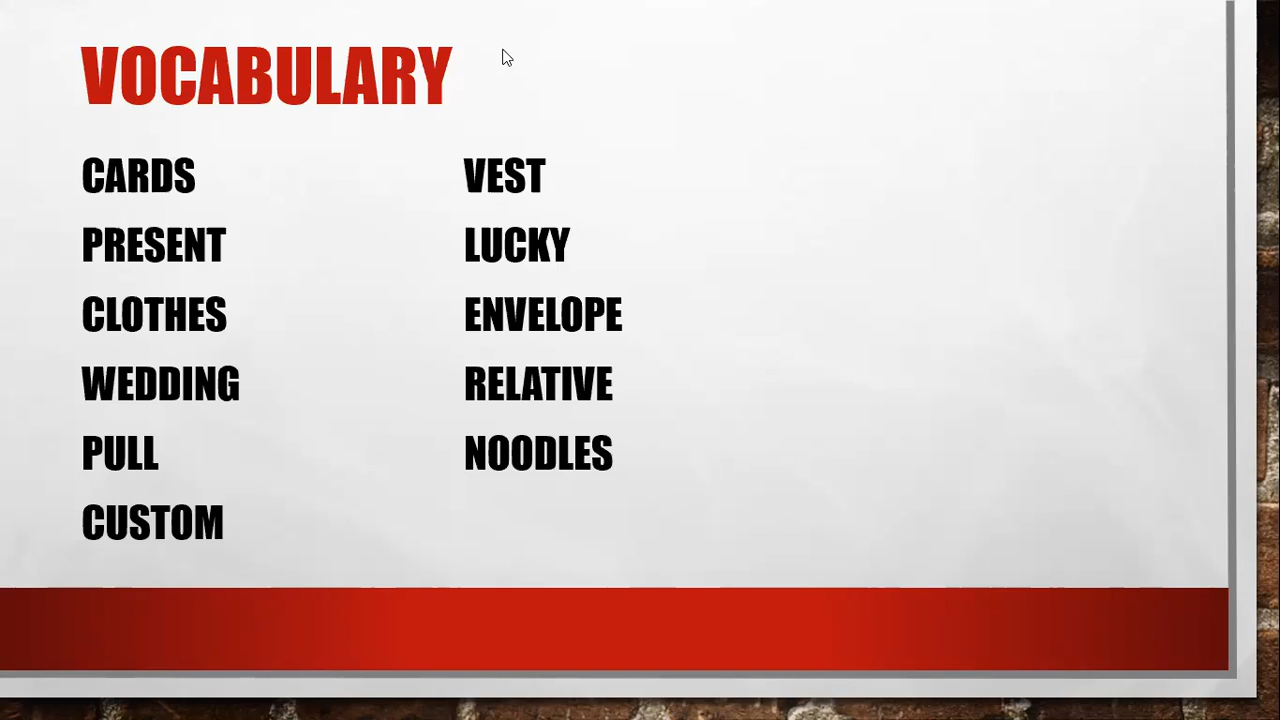 VOCABULARY
CARDS
PRESENT
CLOTHES
WEDDING
PULL
CUSTOM
VEST
LUCKY
ENVELOPE
RELATIVE
NOODLES